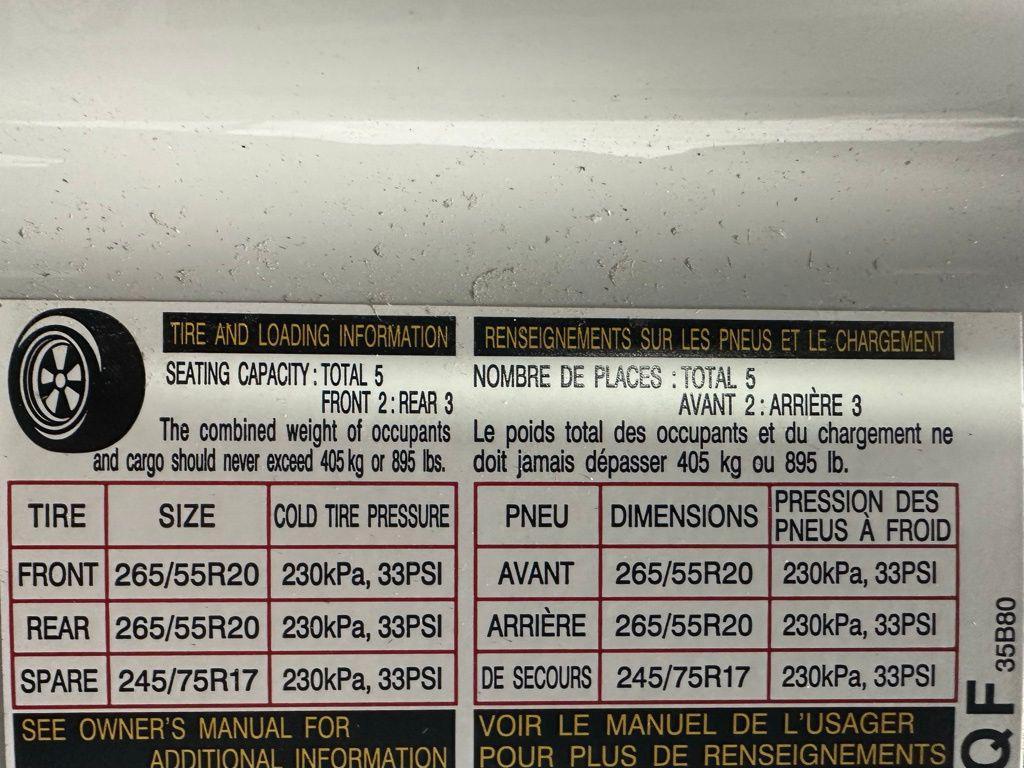 TIRE AND LOADING INFORMATION
SEATING CAPACITY : TOTAL 5
FRONT 2 : REAR 3
The combined weight of occupants
and cargo should never exceed 405 kg or 895 lbs.
TIRE SIZE COLD TIRE PRESSURE
FRONT 265/55R20 230kPa, 33PSI
REAR 265/55R20 230kPa, 33PSI
SPARE 245/75R17 230kPa, 33PSI
SEE OWNER'S MANUAL FOR
ADDITIONAL INFORMATION
RENSEIGNEMENTS SUR LES PNEUS ET LE CHARGEMENT
NOMBRE DE PLACES : TOTAL 5
AVANT 2 : ARRIÈRE 3
Le poids total des occupants et du chargement ne
doit jamais dépasser 405 kg ou 895 lb.
PNEU DIMENSIONS PRESSION DES
PNEUS À FROID
AVANT 265/55R20 230kPa, 33PSI
ARRIÈRE 265/55R20 230kPa, 33PSI
DE SECOURS 245/75R17 230kPa, 33PSI
VOIR LE MANUEL DE L'USAGER
POUR PLUS DE RENSEIGNEMENTS
35B80
QF